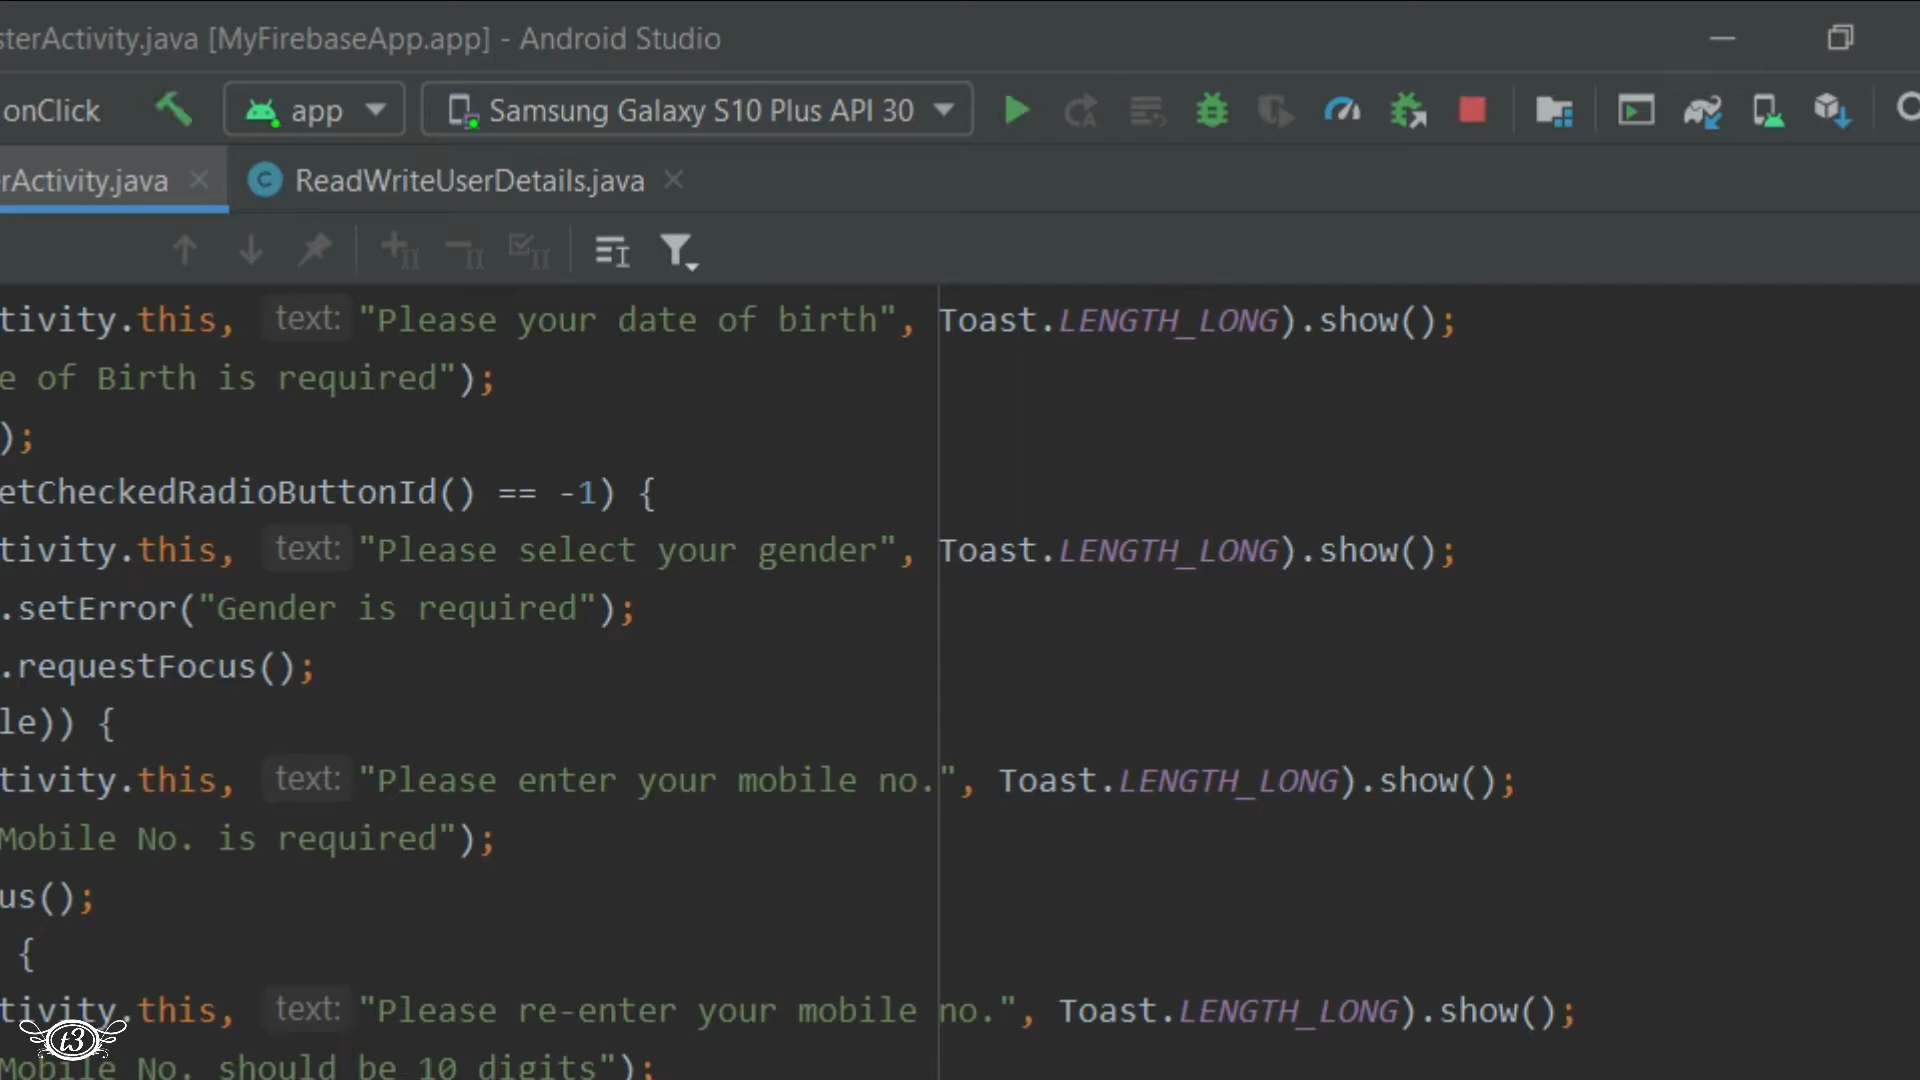 sterActivity.java [MyFirebaseApp.app] - Android Studio
onClick app Samsung Galaxy S10 Plus API 30
rActivity.java ReadWriteUserDetails.java
tivity.this, text: "Please your date of birth", Toast.LENGTH_LONG).show();
e of Birth is required");
);
etCheckedRadioButtonId() == -1) {
tivity.this, text: "Please select your gender", Toast.LENGTH_LONG).show();
.setError("Gender is required");
.requestFocus();
le)) {
tivity.this, text: "Please enter your mobile no.", Toast.LENGTH_LONG).show();
Mobile No. is required");
us();
{
tivity.this, text: "Please re-enter your mobile no.", Toast.LENGTH_LONG).show();
t3
Mobile No. should be 10 digits");